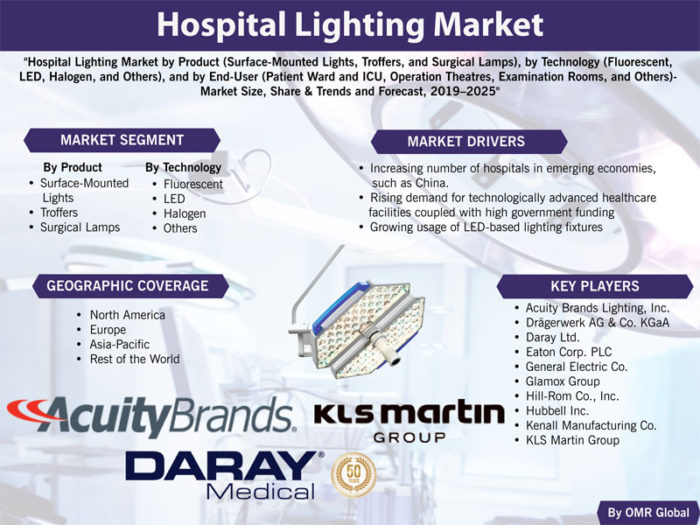 Hospital Lighting Market
"Hospital Lighting Market by Product (Surface-Mounted Lights, Troffers, and Surgical Lamps), by Technology (Fluorescent,
LED, Halogen, and Others), and by End-User (Patient Ward and ICU, Operation Theatres, Examination Rooms, and Others)-
Market Size, Share & Trends and Forecast, 2019–2025"
MARKET SEGMENT
By Product
• Surface-Mounted
Lights
• Troffers
• Surgical Lamps
By Technology
• Fluorescent
• LED
• Halogen
• Others
MARKET DRIVERS
• Increasing number of hospitals in emerging economies,
such as China.
• Rising demand for technologically advanced healthcare
facilities coupled with high government funding
• Growing usage of LED-based lighting fixtures
GEOGRAPHIC COVERAGE
• North America
• Europe
• Asia-Pacific
• Rest of the World
KEY PLAYERS
• Acuity Brands Lighting, Inc.
• Drägerwerk AG & Co. KGaA
• Daray Ltd.
• Eaton Corp. PLC
• General Electric Co.
• Glamox Group
• Hill-Rom Co., Inc.
• Hubbell Inc.
• Kenall Manufacturing Co.
• KLS Martin Group
AcuityBrands.
KLS martin
GROUP
DARAY®
Medical
50
YEARS
By OMR Global